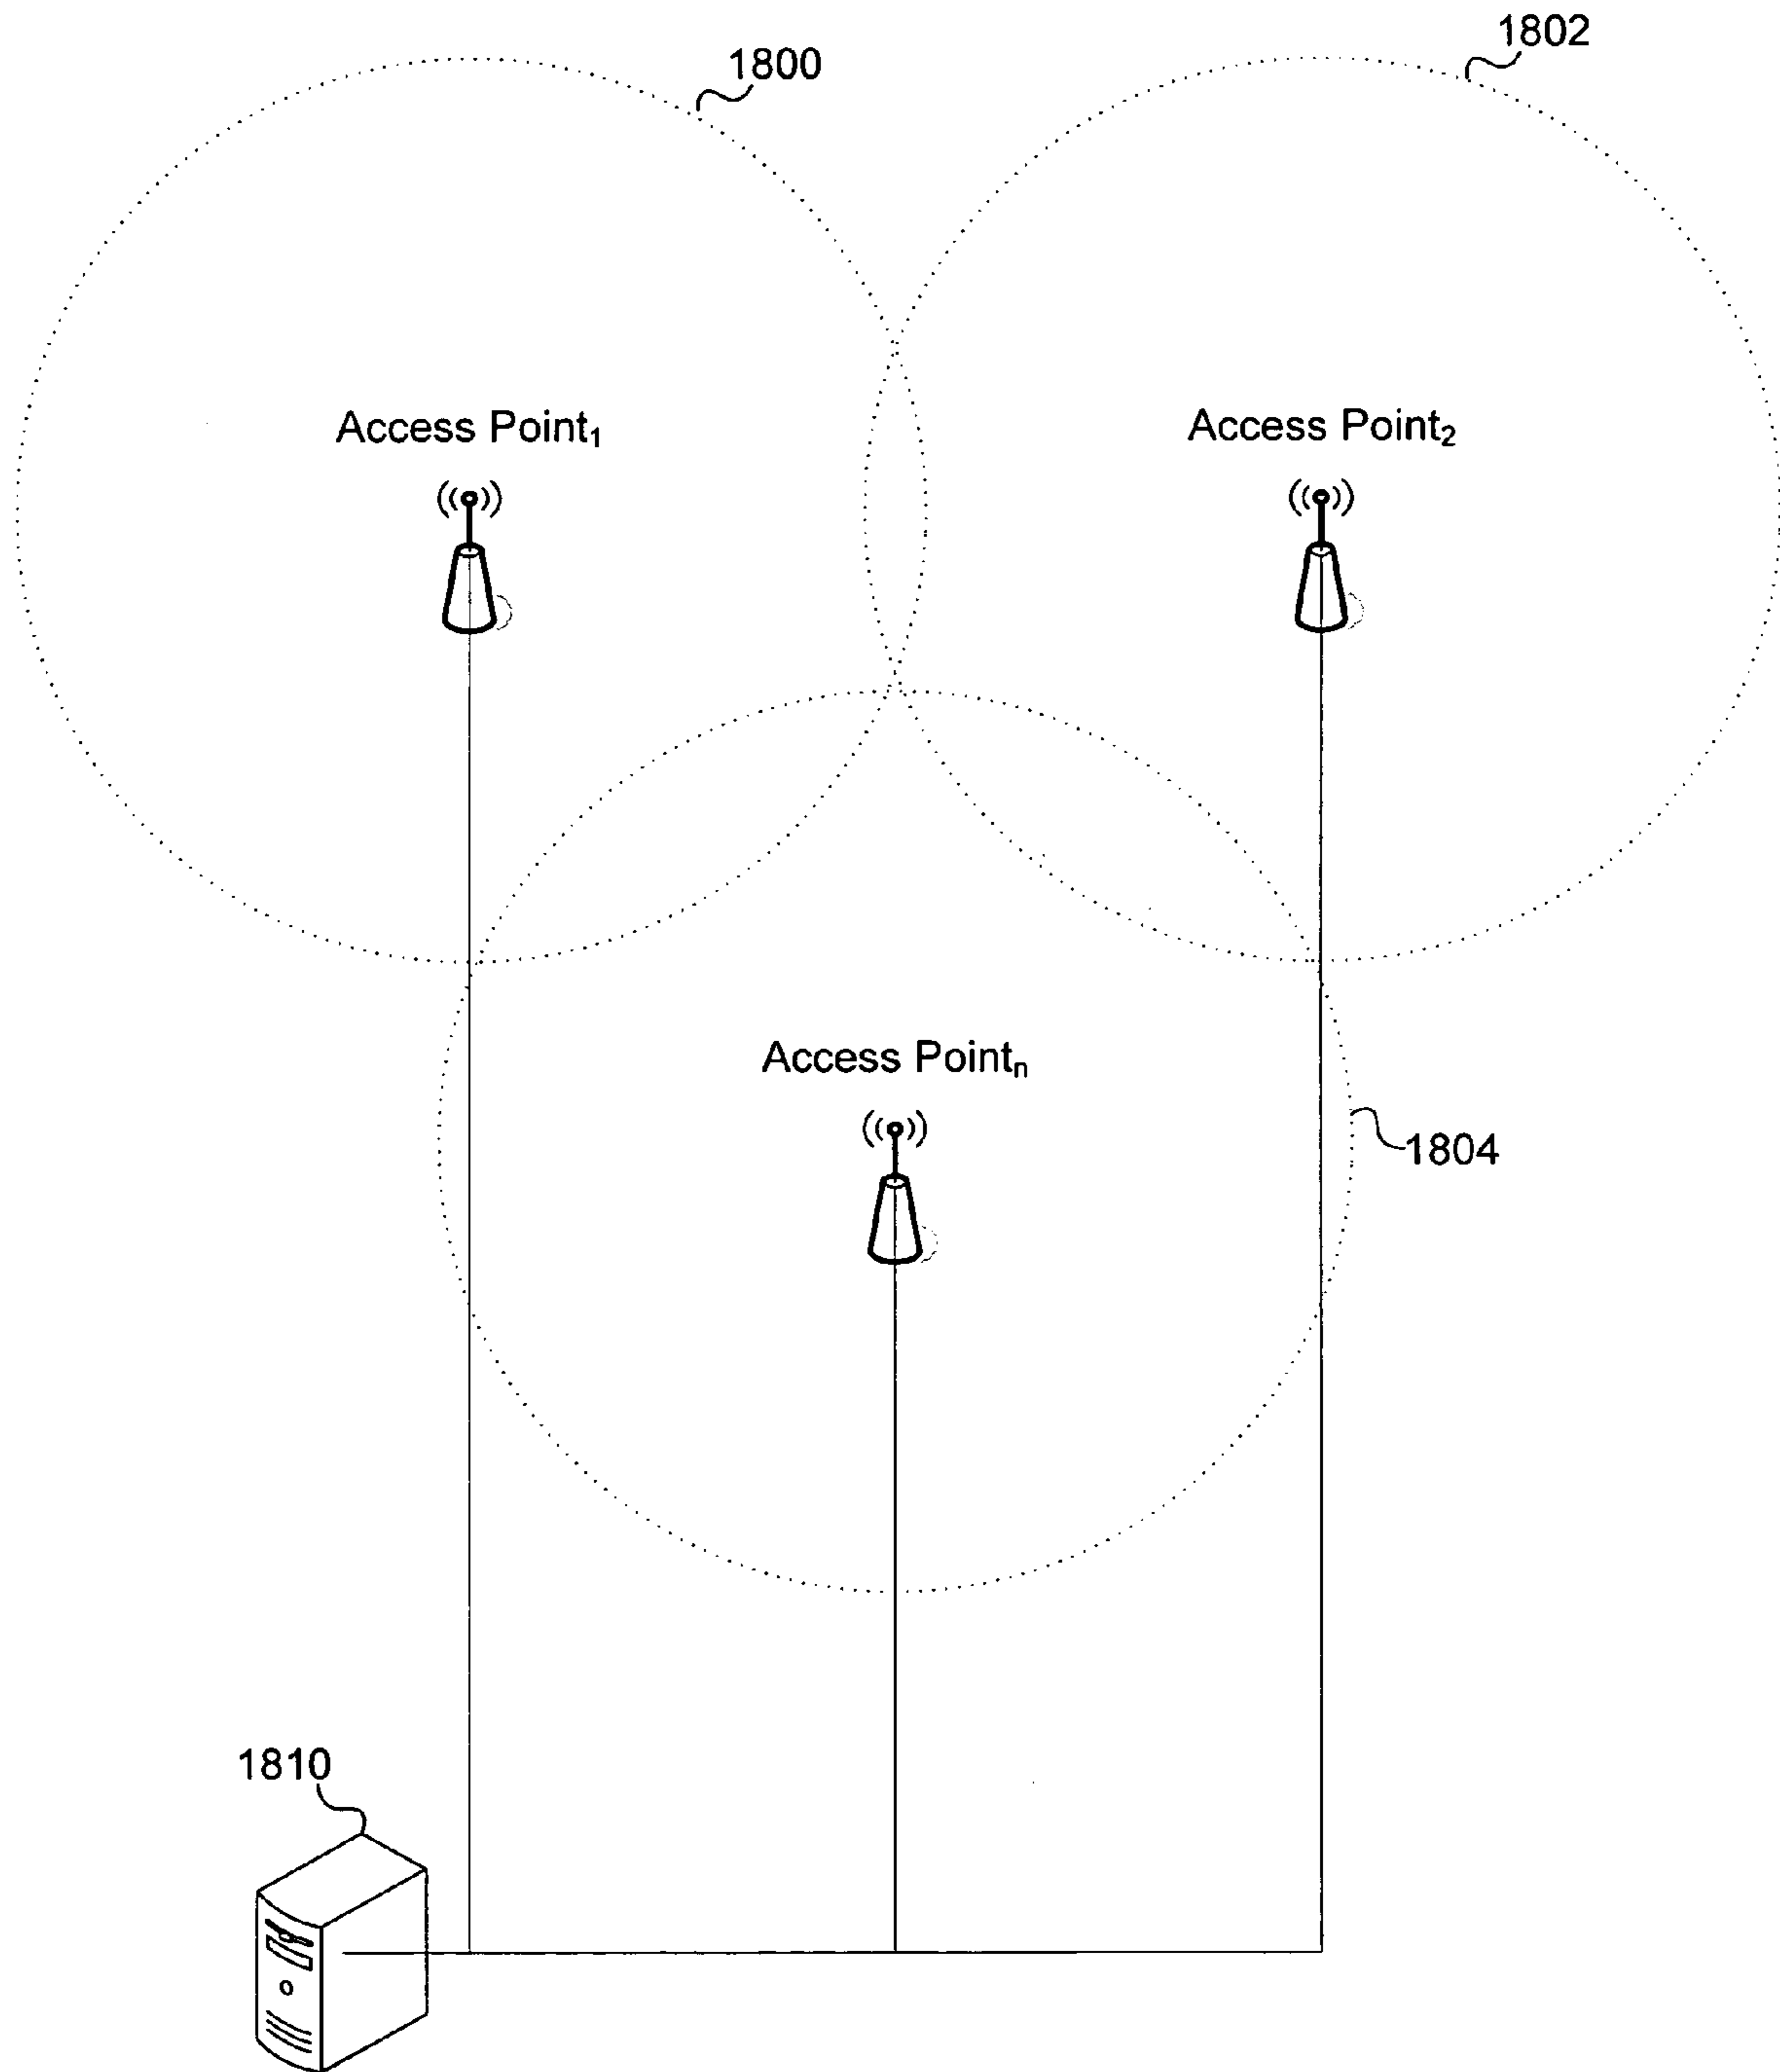 1802
1800
Access Point₁
Access Point₂
Access Pointₙ
1804
1810